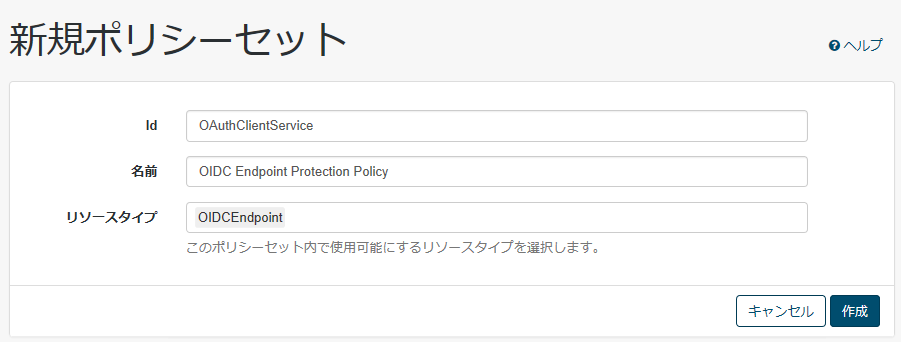 新規ポリシーセット
ヘルプ
Id OAuthClientService
名前 OIDC Endpoint Protection Policy
リソースタイプ OIDCEndpoint
このポリシーセット内で使用可能にするリソースタイプを選択します。
キャンセル 作成